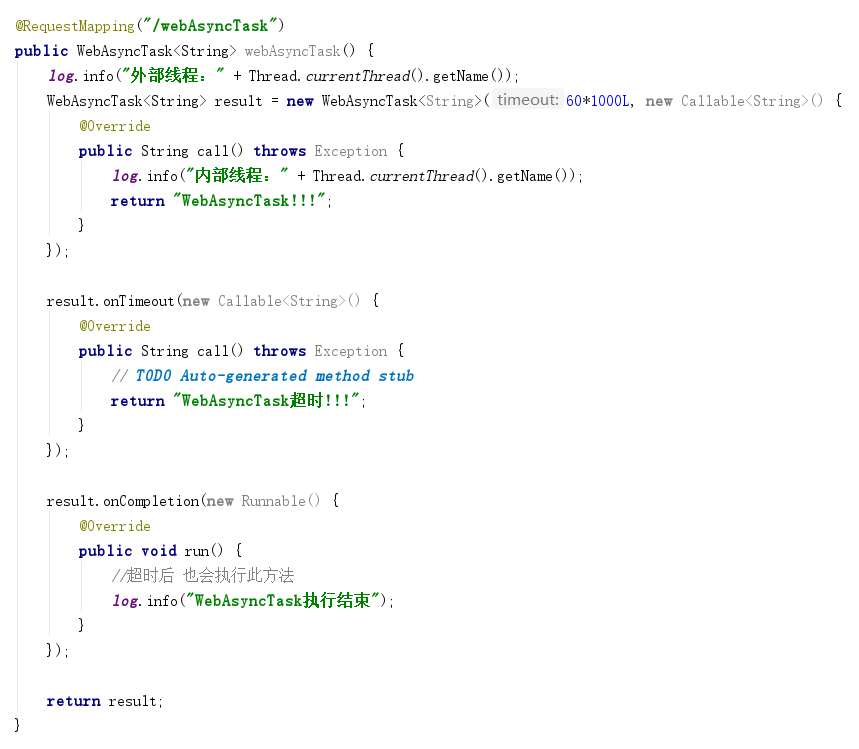 @RequestMapping("/webAsyncTask")
public WebAsyncTask<String> webAsyncTask() {
    log.info("外部线程：" + Thread.currentThread().getName());
    WebAsyncTask<String> result = new WebAsyncTask<String>( timeout: 60*1000L, new Callable<String>() {
        @Override
        public String call() throws Exception {
            log.info("内部线程：" + Thread.currentThread().getName());
            return "WebAsyncTask!!!";
        }
    });

    result.onTimeout(new Callable<String>() {
        @Override
        public String call() throws Exception {
            // TODO Auto-generated method stub
            return "WebAsyncTask超时!!!";
        }
    });

    result.onCompletion(new Runnable() {
        @Override
        public void run() {
            //超时后 也会执行此方法
            log.info("WebAsyncTask执行结束");
        }
    });

    return result;
}